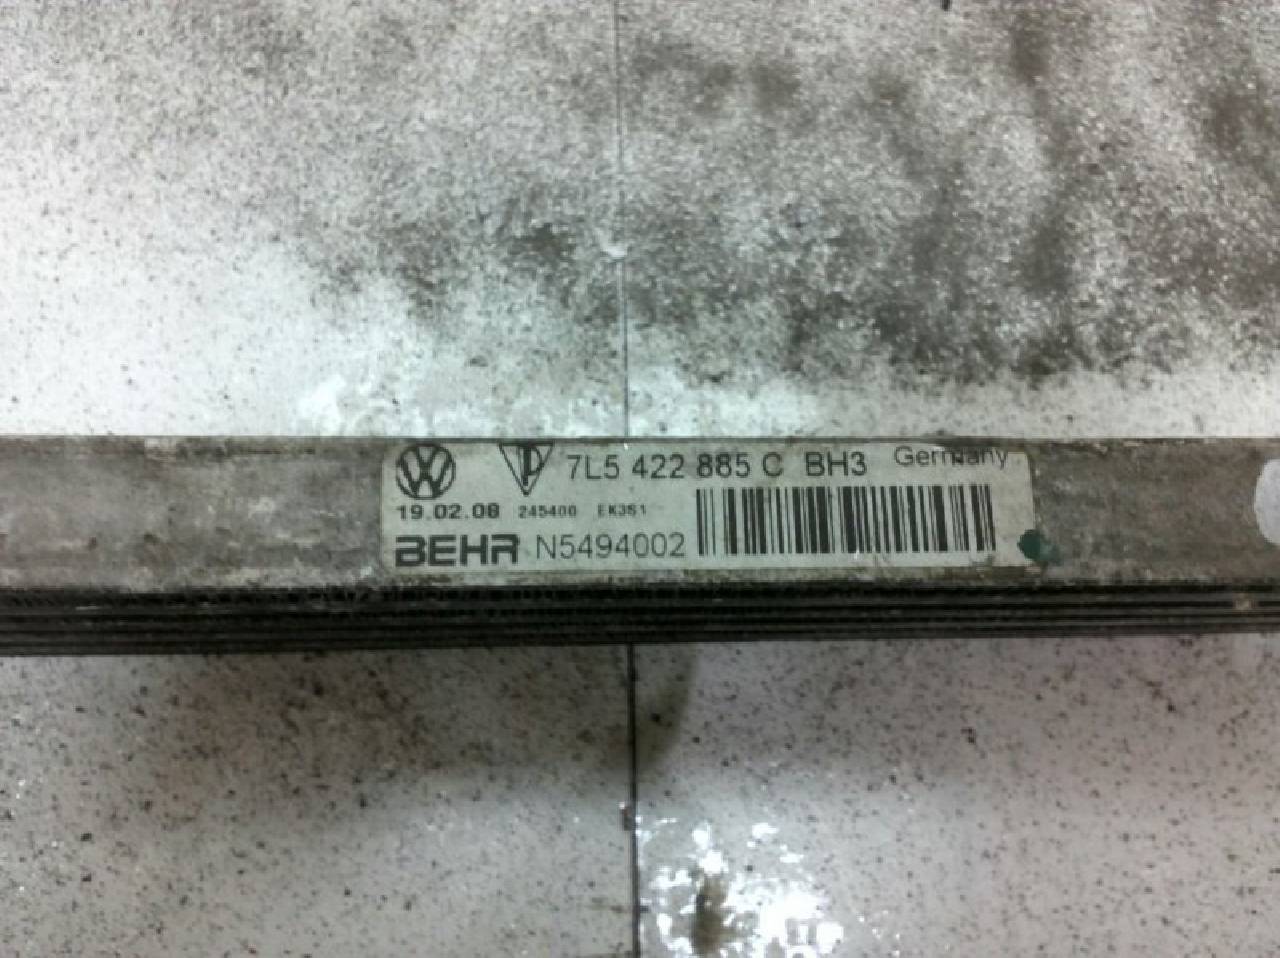 7L5 422 885 C BH3 Germany
19.02.08 245400 EK3S1
BEHR N5494002